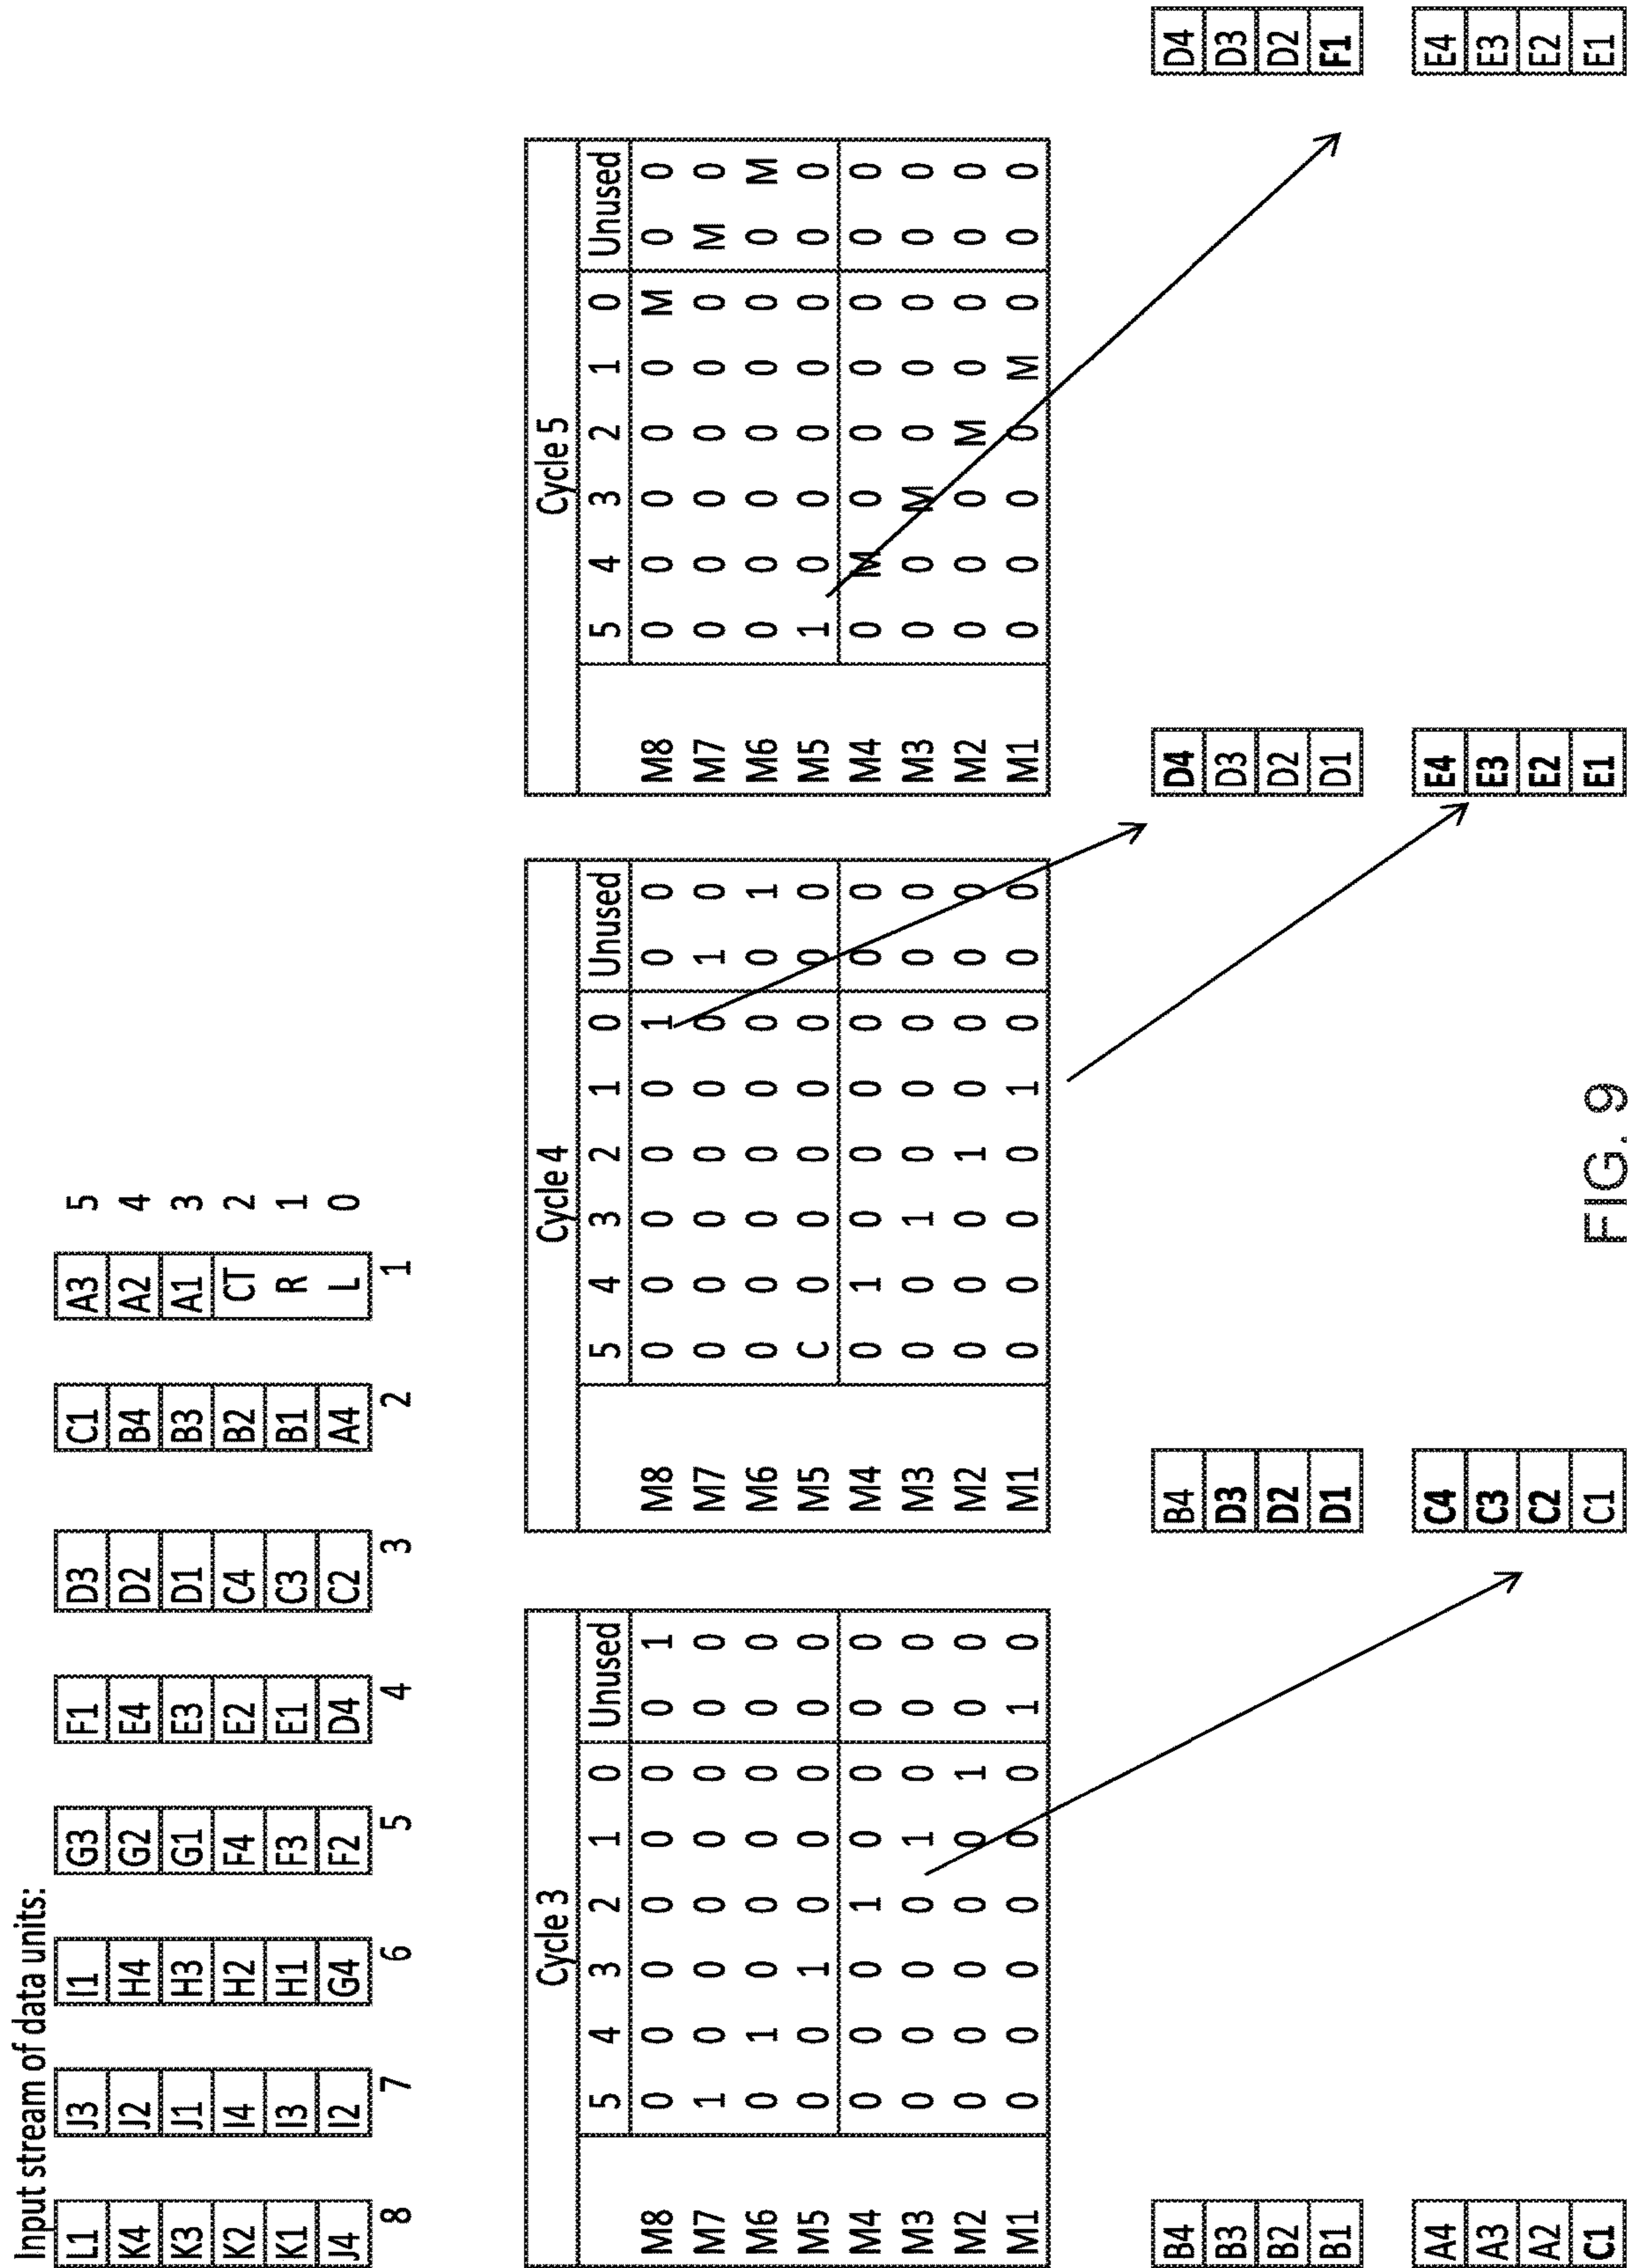 Input stream of data units:
L1 J3 I1 G3 F1 D3 C1 A3 5
K4 J2 H4 G2 E4 D2 B4 A2 4
K3 J1 H3 G1 E3 D1 B3 A1 3
K2 I4 H2 F4 E2 C4 B2 CT 2
K1 I3 H1 F3 E1 C3 B1 R 1
J4 I2 G4 F2 D4 C2 A4 L 0
8 7 6 5 4 3 2 1
Cycle 3 Cycle 4 Cycle 5
5 4 3 2 1 0 Unused 5 4 3 2 1 0 Unused 5 4 3 2 1 0 Unused
M8 0 0 0 0 0 0 0 1 M8 0 0 0 0 0 1 0 0 M8 0 0 0 0 0 M 0 0
M7 1 0 0 0 0 0 0 0 M7 0 0 0 0 0 0 1 0 M7 0 0 0 0 0 0 M 0
M6 0 1 0 0 0 0 0 0 M6 0 0 0 0 0 0 0 1 M6 0 0 0 0 0 0 0 M
M5 0 0 1 0 0 0 0 0 M5 C 0 0 0 0 0 0 0 M5 1 0 0 0 0 0 0 0
M4 0 0 0 1 0 0 0 0 M4 0 1 0 0 0 0 0 0 M4 0 M 0 0 0 0 0 0
M3 0 0 0 0 1 0 0 0 M3 0 0 1 0 0 0 0 0 M3 0 0 M 0 0 0 0 0
M2 0 0 0 0 0 1 0 0 M2 0 0 0 1 0 0 0 0 M2 0 0 0 M 0 0 0 0
M1 0 0 0 0 0 0 1 0 M1 0 0 0 0 1 0 0 0 M1 0 0 0 0 M 0 0 0
B4 B4 D4 D4
B3 D3 D3 D3
B2 D2 D2 D2
B1 D1 D1 F1
A4 C4 E4 E4
A3 C3 E3 E3
A2 C2 E2 E2
C1 C1 E1 E1
FIG. 9